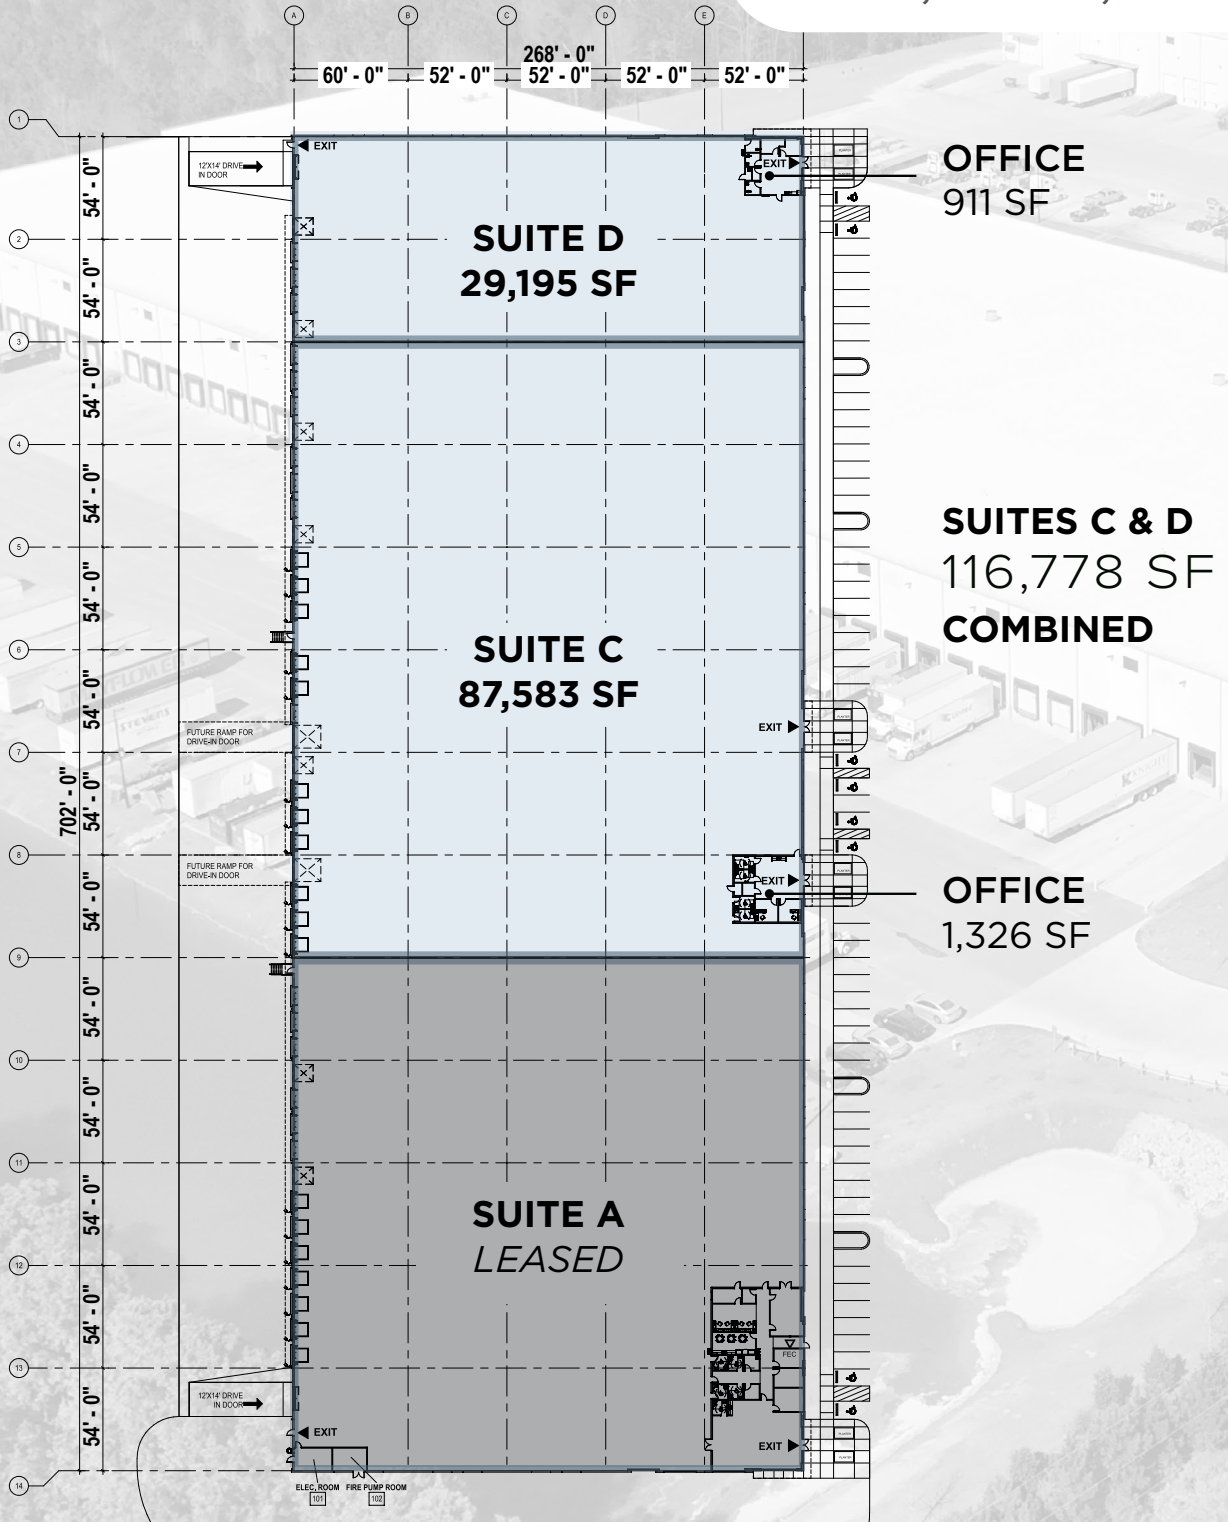 A
B
C
D
E
268' - 0"
60' - 0"
52' - 0"
52' - 0"
52' - 0"
52' - 0"
1
54' - 0"
12'X14' DRIVE
IN DOOR
EXIT
EXIT
OFFICE
911 SF
2
54' - 0"
SUITE D
29,195 SF
3
54' - 0"
4
54' - 0"
5
54' - 0"
SUITES C & D
116,778 SF
COMBINED
6
54' - 0"
SUITE C
87,583 SF
FUTURE RAMP FOR
DRIVE-IN DOOR
EXIT
PLANTER
PLANTER
7
702' - 0"
54' - 0"
8
FUTURE RAMP FOR
DRIVE-IN DOOR
54' - 0"
EXIT
OFFICE
1,326 SF
9
54' - 0"
10
54' - 0"
11
54' - 0"
SUITE A
LEASED
12
54' - 0"
FEC
13
12'X14' DRIVE
IN DOOR
54' - 0"
EXIT
EXIT
PLANTER
PLANTER
14
ELEC. ROOM
101
FIRE PUMP ROOM
102